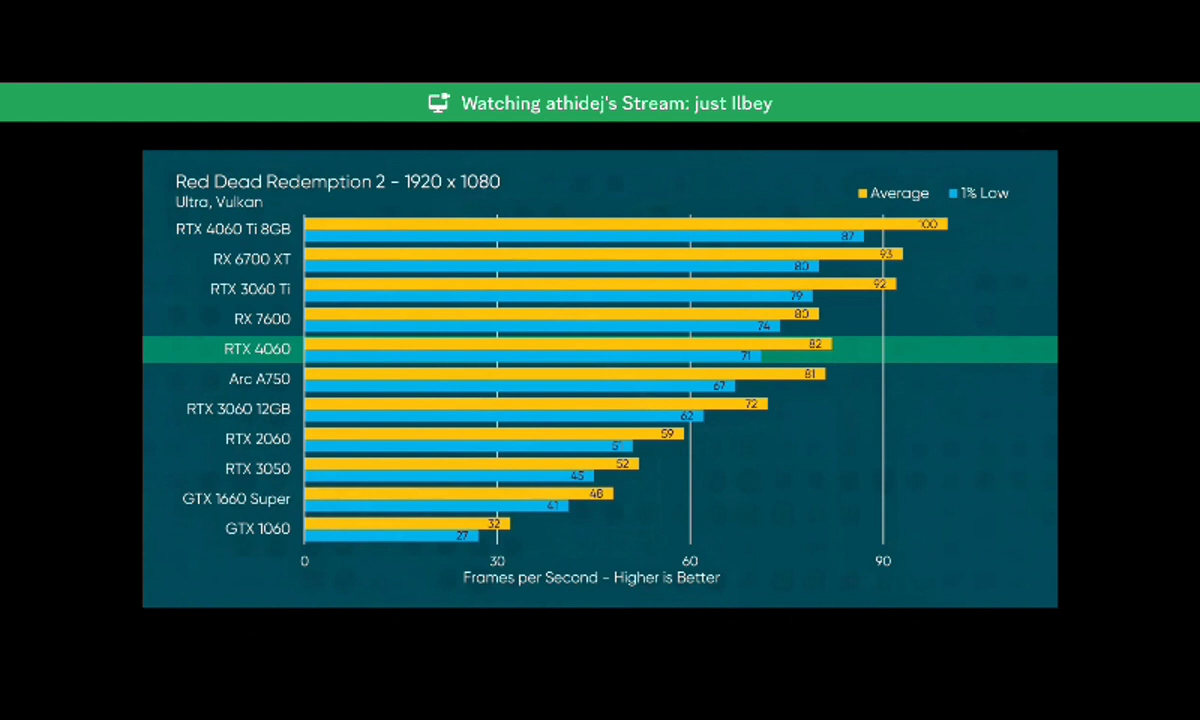 Watching athidej's Stream: just Ilbey
Red Dead Redemption 2 - 1920 x 1080
Ultra, Vulkan
Average 1% Low
RTX 4060 Ti 8GB 100 87
RX 6700 XT 93 80
RTX 3060 Ti 92 79
RX 7600 80 74
RTX 4060 82 71
Arc A750 81 67
RTX 3060 12GB 72 62
RTX 2060 59 51
RTX 3050 52 45
GTX 1660 Super 48 41
GTX 1060 32 27
0 30 60 90
Frames per Second - Higher is Better